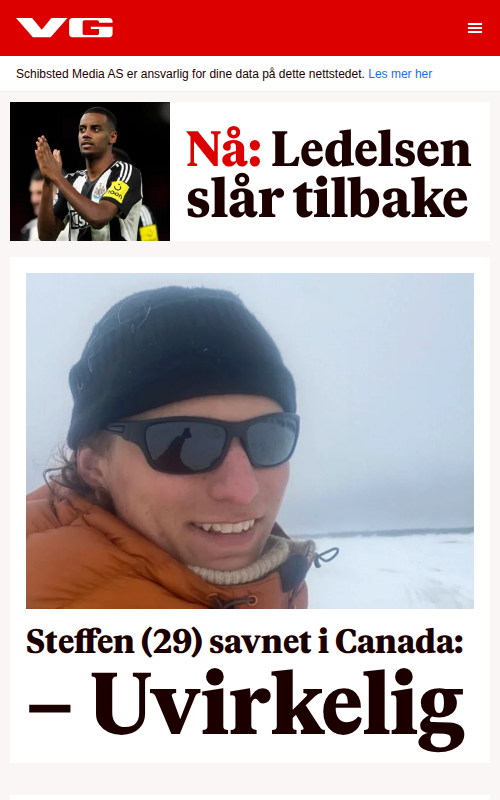 VG
Schibsted Media AS er ansvarlig for dine data på dette nettstedet. Les mer her
Nå: Ledelsen
slår tilbake
Steffen (29) savnet i Canada:
– Uvirkelig